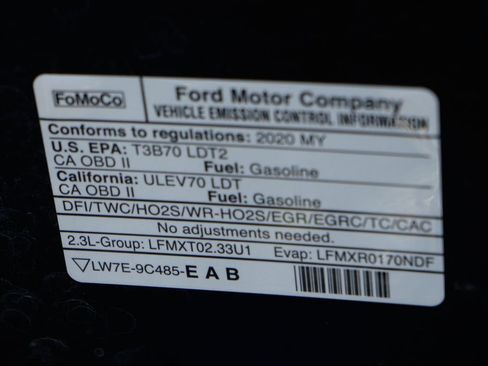 FoMoCo
Ford Motor Company
VEHICLE EMISSION CONTROL INFORMATION
Conforms to regulations: 2020 MY
U.S. EPA: T3B70 LDT2
CA OBD II Fuel: Gasoline
California: ULEV70 LDT
CA OBD II Fuel: Gasoline
DFI/TWC/HO2S/WR-HO2S/EGR/EGRC/TC/CAC
No adjustments needed.
2.3L-Group: LFMXT02.33U1 Evap: LFMXR0170NDF
LW7E-9C485-E A B